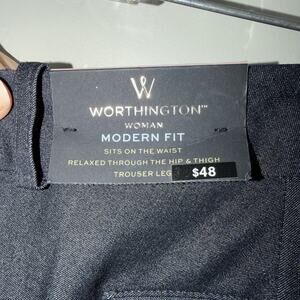 W
WORTHINGTON™
WOMAN
MODERN FIT
SITS ON THE WAIST
RELAXED THROUGH THE HIP & THIGH
TROUSER LEG
$48